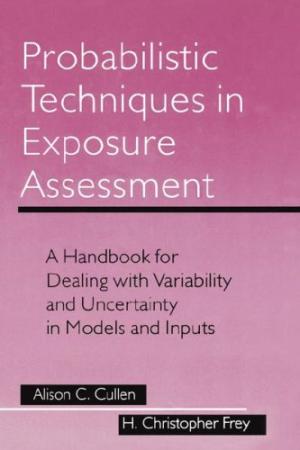 Probabilistic
Techniques in
Exposure
Assessment
A Handbook for
Dealing with Variability
and Uncertainty
in Models and Inputs
Alison C. Cullen
H. Christopher Frey